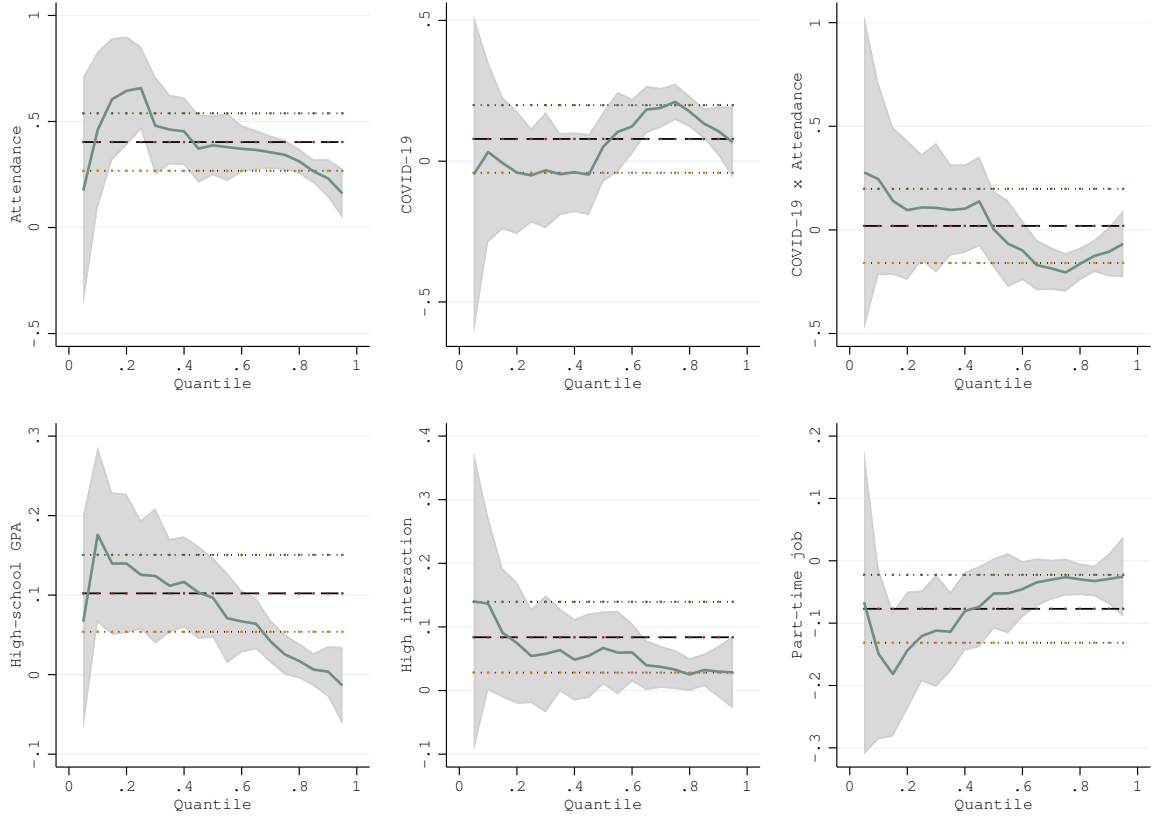 Attendance
-.5 0 .5 1
0 .2 .4 .6 .8 1
Quantile
COVID-19
-.5 0 .5
0 .2 .4 .6 .8 1
Quantile
COVID-19 x Attendance
-.5 0 .5 1
0 .2 .4 .6 .8 1
Quantile
High-school GPA
-.1 0 .1 .2 .3
0 .2 .4 .6 .8 1
Quantile
High interaction
-.1 0 .1 .2 .3 .4
0 .2 .4 .6 .8 1
Quantile
Part-time job
-.3 -.2 -.1 0 .1 .2
0 .2 .4 .6 .8 1
Quantile